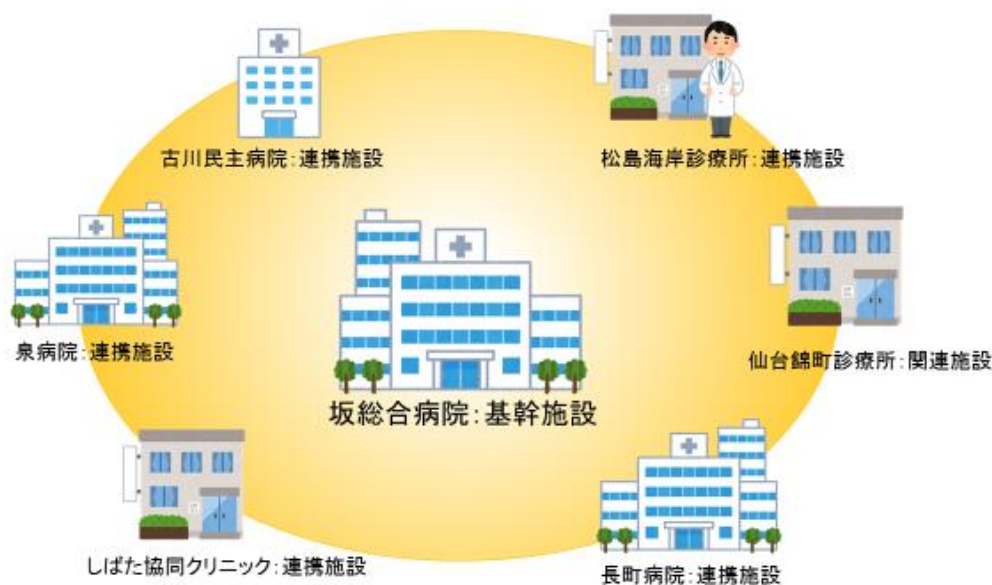 古川民主病院:連携施設
松島海岸診療所:連携施設
泉病院:連携施設
仙台錦町診療所:関連施設
坂総合病院:基幹施設
しばた協同クリニック:連携施設
長町病院:連携施設